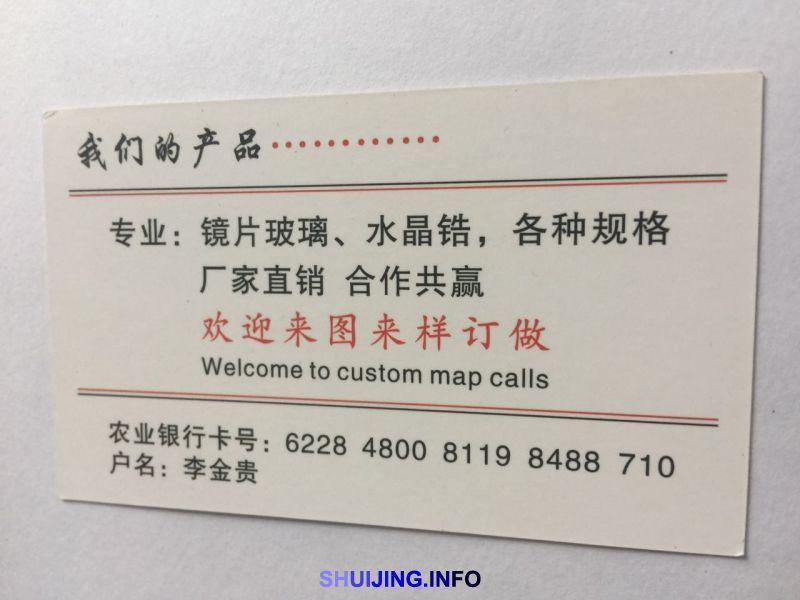 我们的产品············
专业：镜片玻璃、水晶锆，各种规格
厂家直销 合作共赢
欢迎来图来样订做
Welcome to custom map calls
农业银行卡号：6228 4800 8119 8488 710
户名：李金贵
SHUIJING.INFO